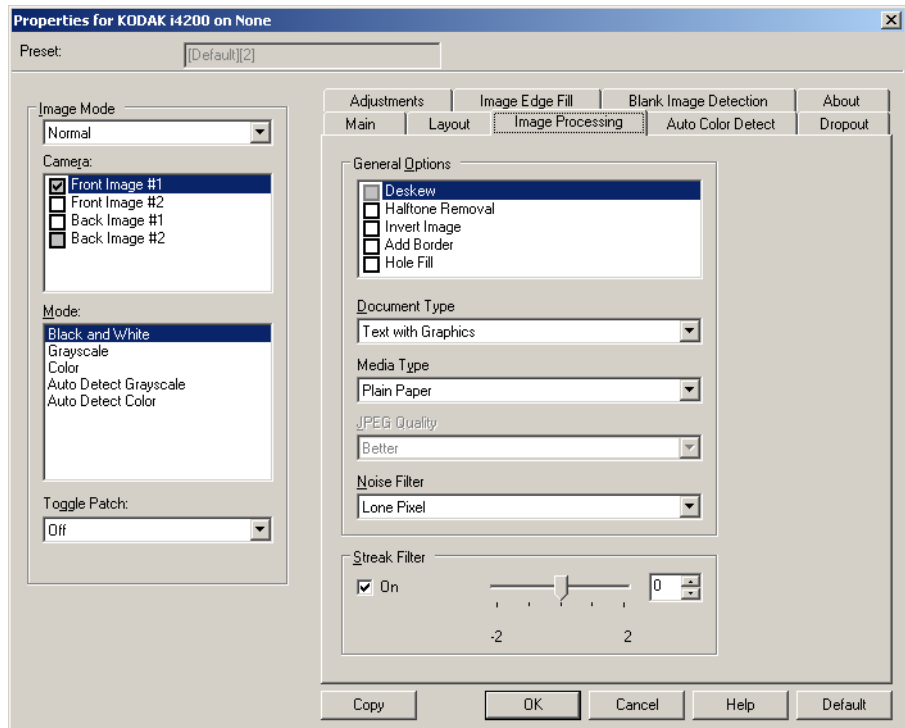 Properties for KODAK i4200 on None
Preset:
[Default][2]
Image Mode
Normal
Camera:
Front Image #1
Front Image #2
Back Image #1
Back Image #2
Mode:
Black and White
Grayscale
Color
Auto Detect Grayscale
Auto Detect Color
Toggle Patch:
Off
Adjustments
Image Edge Fill
Blank Image Detection
About
Main
Layout
Image Processing
Auto Color Detect
Dropout
General Options
Deskew
Halftone Removal
Invert Image
Add Border
Hole Fill
Document Type
Text with Graphics
Media Type
Plain Paper
JPEG Quality
Better
Noise Filter
Lone Pixel
Streak Filter
On
0
-2
2
Copy
OK
Cancel
Help
Default